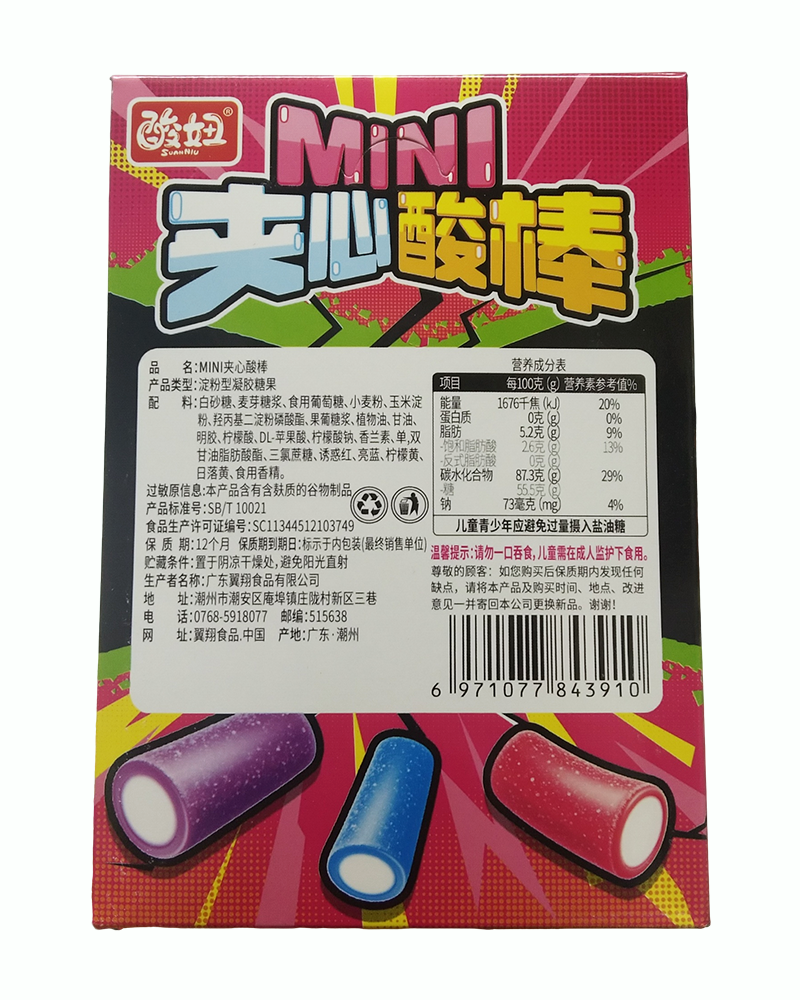 酸妞®
SUANNIU
MINI
夹心酸棒
品 名:MINI夹心酸棒
产品类型:淀粉型凝胶糖果
配 料:白砂糖、麦芽糖浆、食用葡萄糖、小麦粉、玉米淀
粉、羟丙基二淀粉磷酸酯、果葡糖浆、植物油、甘油、
明胶、柠檬酸、DL-苹果酸、柠檬酸钠、香兰素、单,双
甘油脂肪酸酯、三氯蔗糖、诱惑红、亮蓝、柠檬黄、
日落黄、食用香精。
过敏原信息:本产品含有含麸质的谷物制品
产品标准号:SB/T 10021
食品生产许可证编号:SC11344512103749
保 质 期:12个月 保质期到期日:标示于内包装(最终销售单位)
贮藏条件:置于阴凉干燥处,避免阳光直射
生产者名称:广东翼翔食品有限公司
地 址:潮州市潮安区庵埠镇庄陇村新区三巷
电 话:0768-5918077 邮编:515638
网 址:翼翔食品.中国 产地:广东·潮州
营养成分表
项目 每100克 (g) 营养素参考值%
能量 1676千焦 (kJ) 20%
蛋白质 0克 (g) 0%
脂肪 5.2克 (g) 9%
-饱和脂肪酸 2.6克 (g) 13%
-反式脂肪酸 0克 (g)
碳水化合物 87.3克 (g) 29%
-糖 55.5克 (g)
钠 73毫克 (mg) 4%
儿童青少年应避免过量摄入盐油糖
温馨提示:请勿一口吞食,儿童需在成人监护下食用。
尊敬的顾客：如您购买后保质期内发现任何
缺点，请将本产品及购买时间、地点、改进
意见一并寄回本公司更换新品。谢谢！
6 971077 843910